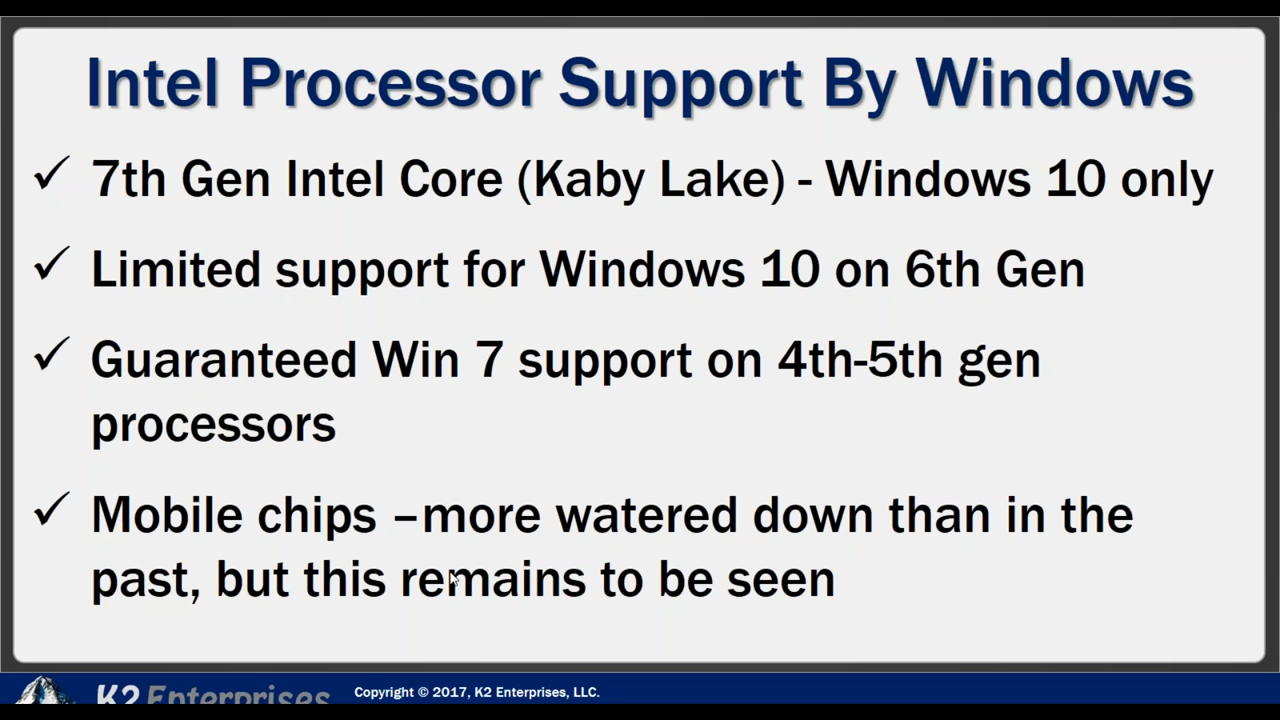 Intel Processor Support By Windows
✓ 7th Gen Intel Core (Kaby Lake) - Windows 10 only
✓ Limited support for Windows 10 on 6th Gen
✓ Guaranteed Win 7 support on 4th-5th gen
processors
✓ Mobile chips –more watered down than in the
past, but this remains to be seen
K2 Enterprises Copyright © 2017, K2 Enterprises, LLC.